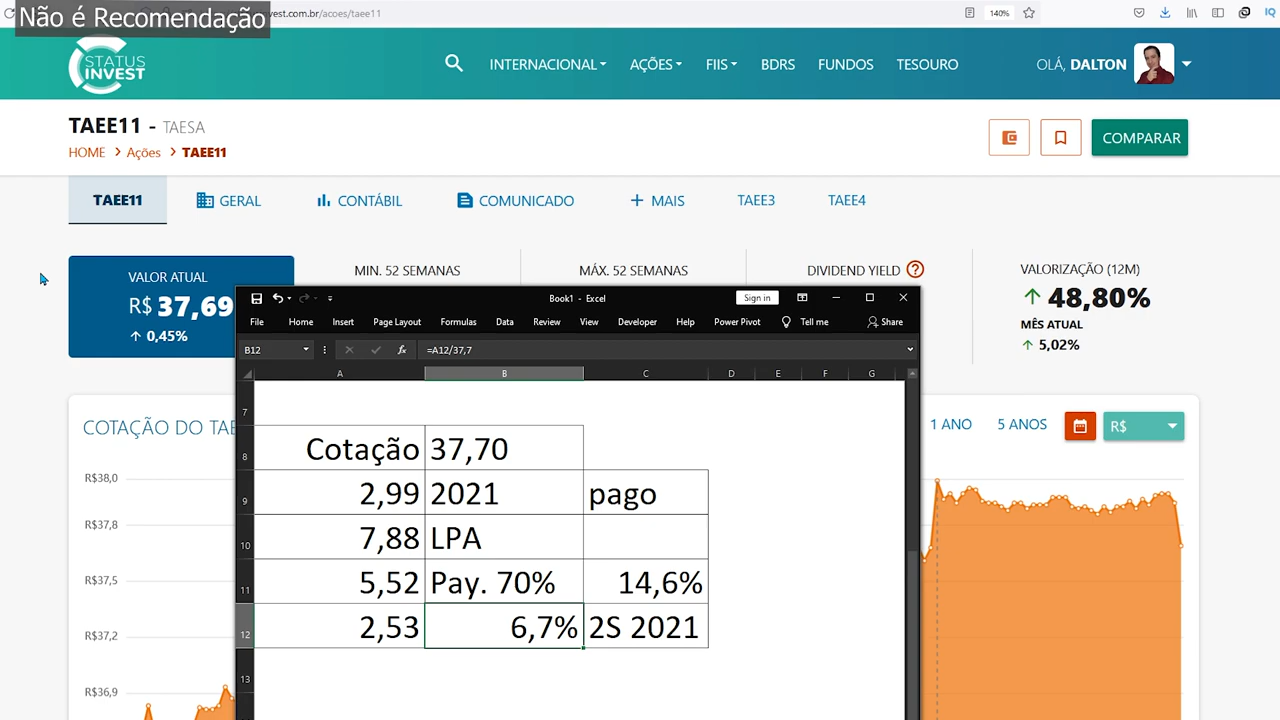 Não é Recomendação
vest.com.br/acoes/taee11
140%
STATUS INVEST
INTERNACIONAL
AÇÕES
FIIS
BDRS
FUNDOS
TESOURO
OLÁ, DALTON
TAEE11 - TAESA
HOME > Ações > TAEE11
COMPARAR
TAEE11
GERAL
CONTÁBIL
COMUNICADO
+ MAIS
TAEE3
TAEE4
VALOR ATUAL
R$ 37,69
↑ 0,45%
MIN. 52 SEMANAS
MÁX. 52 SEMANAS
DIVIDEND YIELD ?
VALORIZAÇÃO (12M)
↑ 48,80%
MÊS ATUAL
↑ 5,02%
Book1 - Excel
Sign in
File Home Insert Page Layout Formulas Data Review View Developer Help Power Pivot Tell me Share
B12 fx =A12/37,7
A B C D E F G
7
8 Cotação 37,70
9 2,99 2021 pago
10 7,88 LPA
11 5,52 Pay. 70% 14,6%
12 2,53 6,7% 2S 2021
13
COTAÇÃO DO TAE
1 ANO
5 ANOS
R$
R$38,0
R$37,8
R$37,5
R$37,2
R$36,9